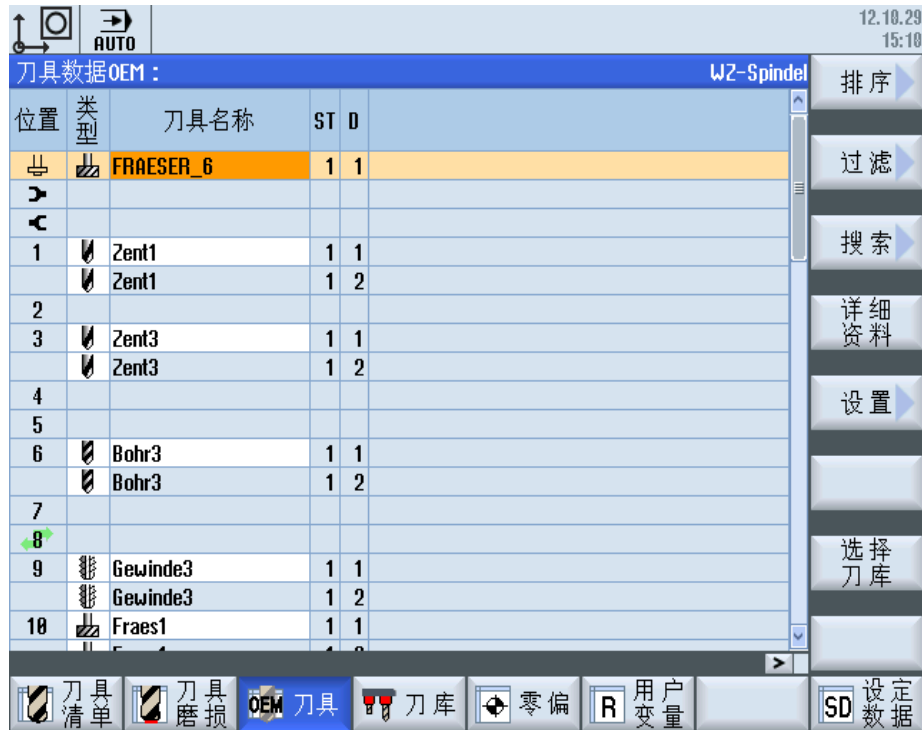 12.10.29
15:10
AUTO
刀具数据OEM： WZ-Spindel
位置 类型 刀具名称 ST D
FRAESER_6 1 1
1 Zent1 1 1
Zent1 1 2
2
3 Zent3 1 1
Zent3 1 2
4
5
6 Bohr3 1 1
Bohr3 1 2
7
8
9 Gewinde3 1 1
Gewinde3 1 2
10 Fraes1 1 1
排序
过滤
搜索
详细
资料
设置
选择
刀库
刀具
清单
刀具
磨损
OEM 刀具
刀库
零偏
R 用户
变量
SD 设定
数据